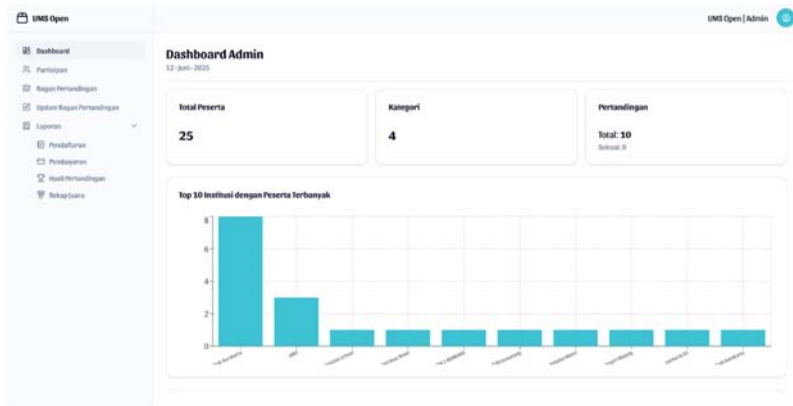 UMS Open
UMS Open | Admin
Dashboard
Partisipan
Bagan Pertandingan
Update Bagan Pertandingan
Laporan
Pendaftaran
Pembayaran
Hasil Pertandingan
Rekap Juara
Dashboard Admin
12-Juni-2025
Total Peserta
25
Kategori
4
Pertandingan
Total: 10
Selesai: 0
Top 10 Institusi dengan Peserta Terbanyak
8
6
4
2
0